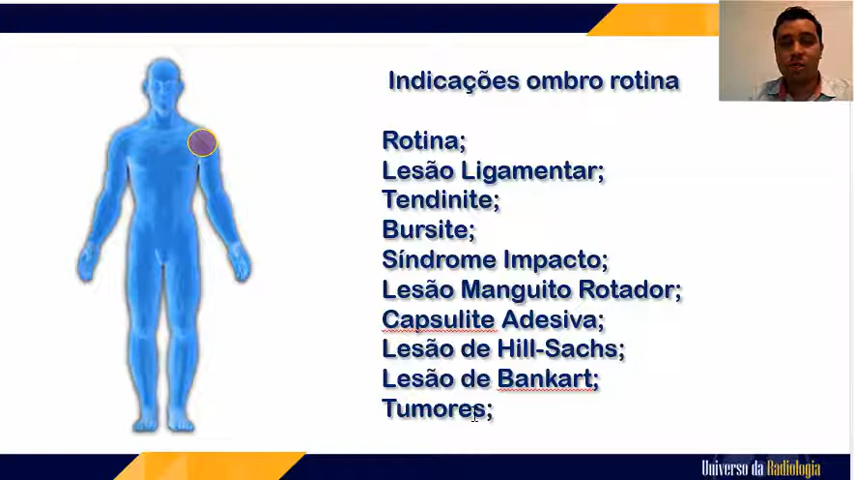 Indicações ombro rotina
Rotina;
Lesão Ligamentar;
Tendinite;
Bursite;
Síndrome Impacto;
Lesão Manguito Rotador;
Capsulite Adesiva;
Lesão de Hill-Sachs;
Lesão de Bankart;
Tumores;
Universo da Radiologia